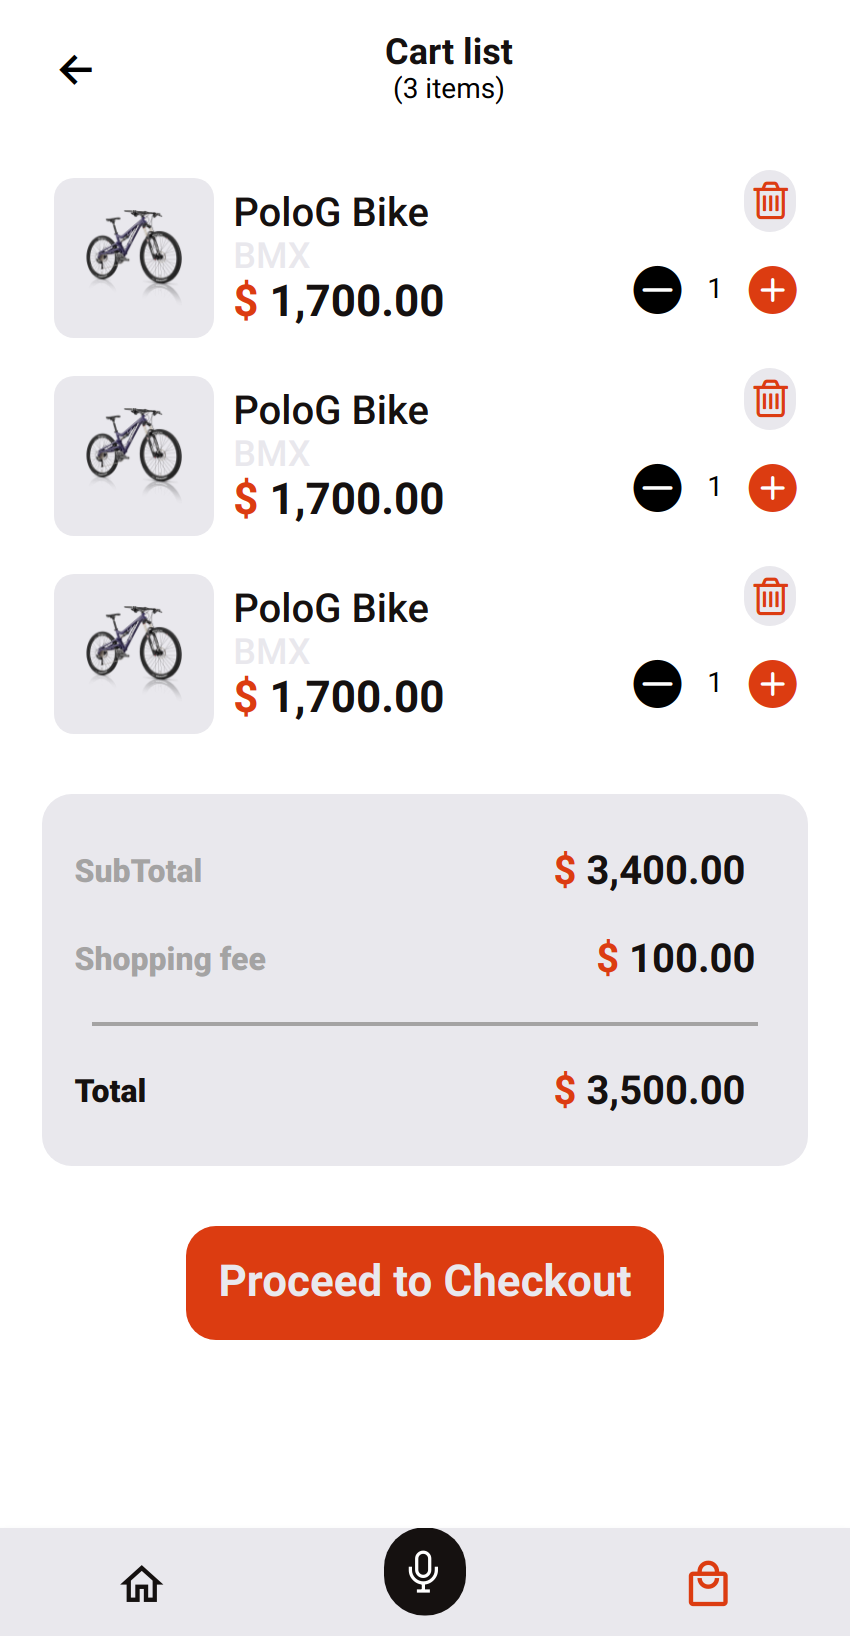 Cart list
(3 items)
PoloG Bike
BMX
$ 1,700.00
1
PoloG Bike
BMX
$ 1,700.00
1
PoloG Bike
BMX
$ 1,700.00
1
SubTotal $ 3,400.00
Shopping fee $ 100.00
Total $ 3,500.00
Proceed to Checkout